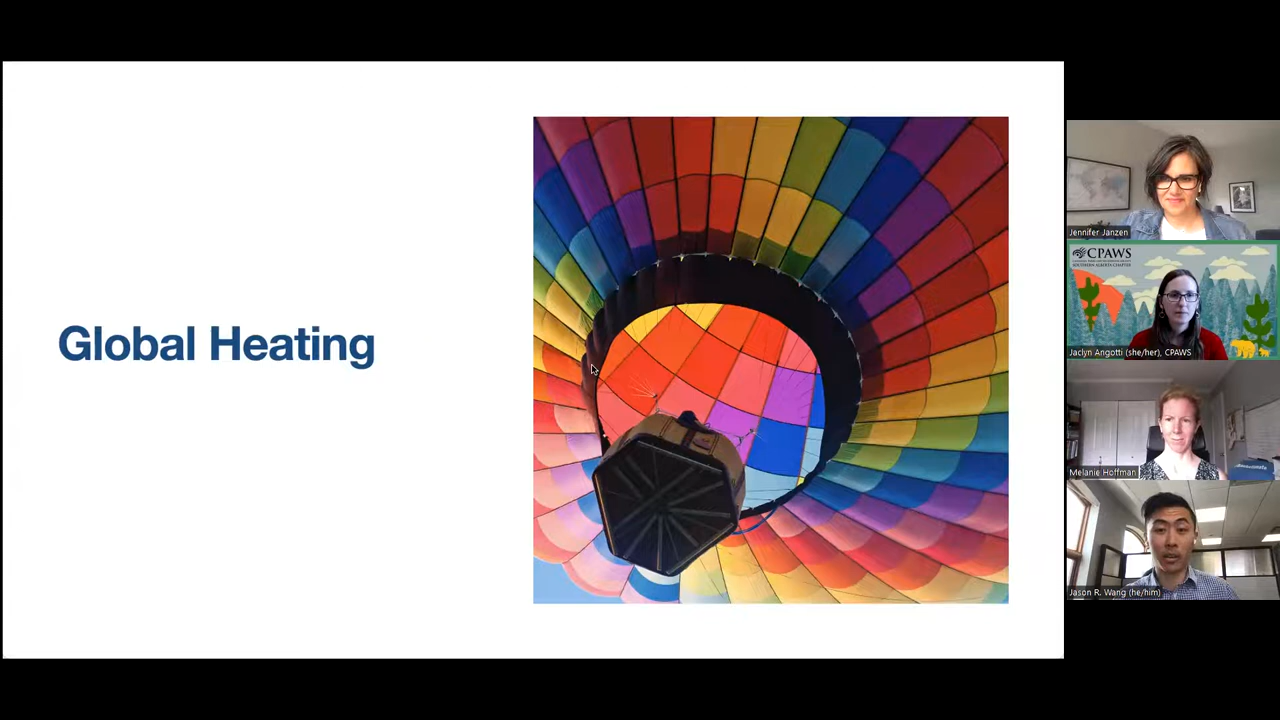 Global Heating
Jennifer Janzen
CPAWS
SOUTHERN ALBERTA CHAPTER
Jaclyn Angotti (she/her), CPAWS
Melanie Hoffman
Jason R. Wang (he/him)